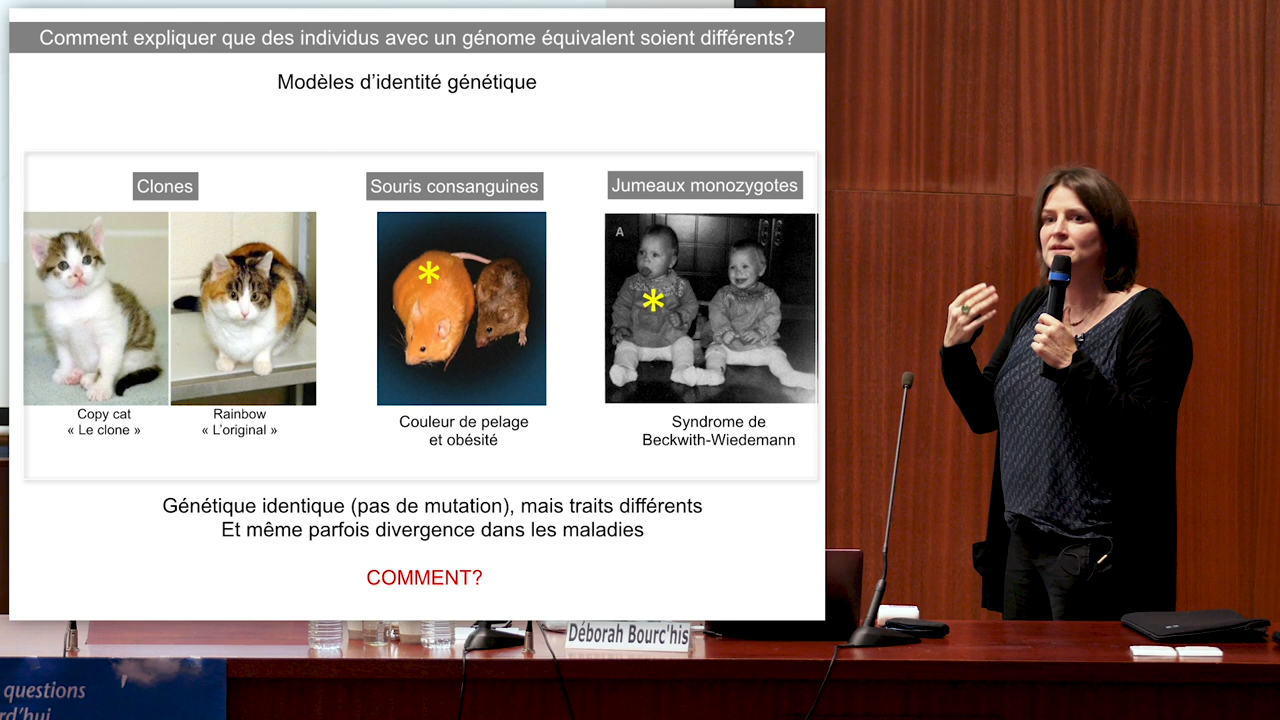 Comment expliquer que des individus avec un génome équivalent soient différents?
Modèles d'identité génétique
Clones
Souris consanguines
Jumeaux monozygotes
A
*
*
Copy cat
« Le clone »
Rainbow
« L'original »
Couleur de pelage
et obésité
Syndrome de
Beckwith-Wiedemann
Génétique identique (pas de mutation), mais traits différents
Et même parfois divergence dans les maladies
COMMENT?
Déborah Bourc'his
questions
rd'hui